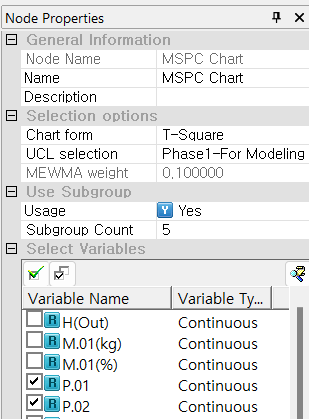 Node Properties
General Information
Node Name MSPC Chart
Name MSPC Chart
Description
Selection options
Chart form T-Square
UCL selection Phase1-For Modeling
MEWMA weight 0,100000
Use Subgroup
Usage Y Yes
Subgroup Count 5
Select Variables
Variable Name Variable Ty...
R H(Out) Continuous
R M.01(kg) Continuous
R M.01(%) Continuous
R P.01 Continuous
R P.02 Continuous